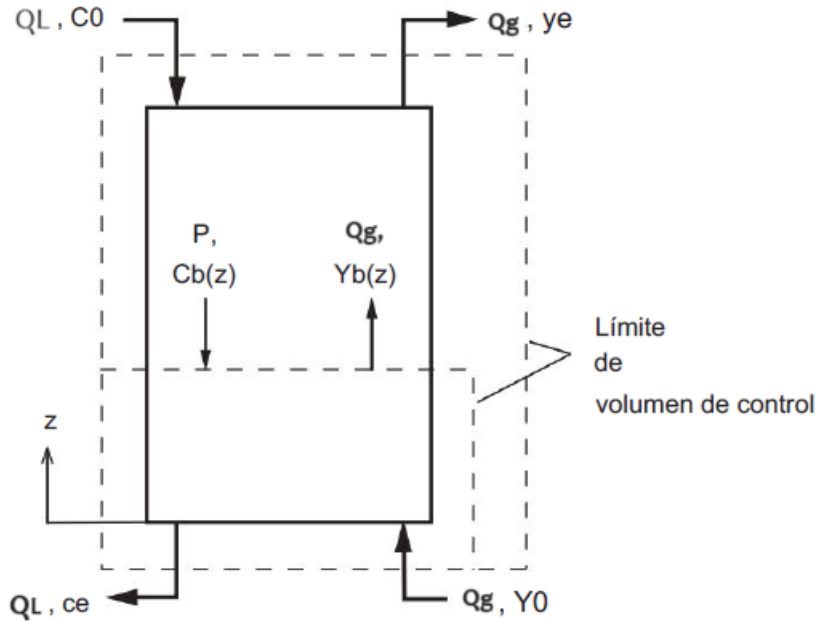 QL , C0
Qg , ye
P,
Cb(z)
Qg,
Yb(z)
Límite
de
volumen de control
z
QL , ce
Qg , Y0